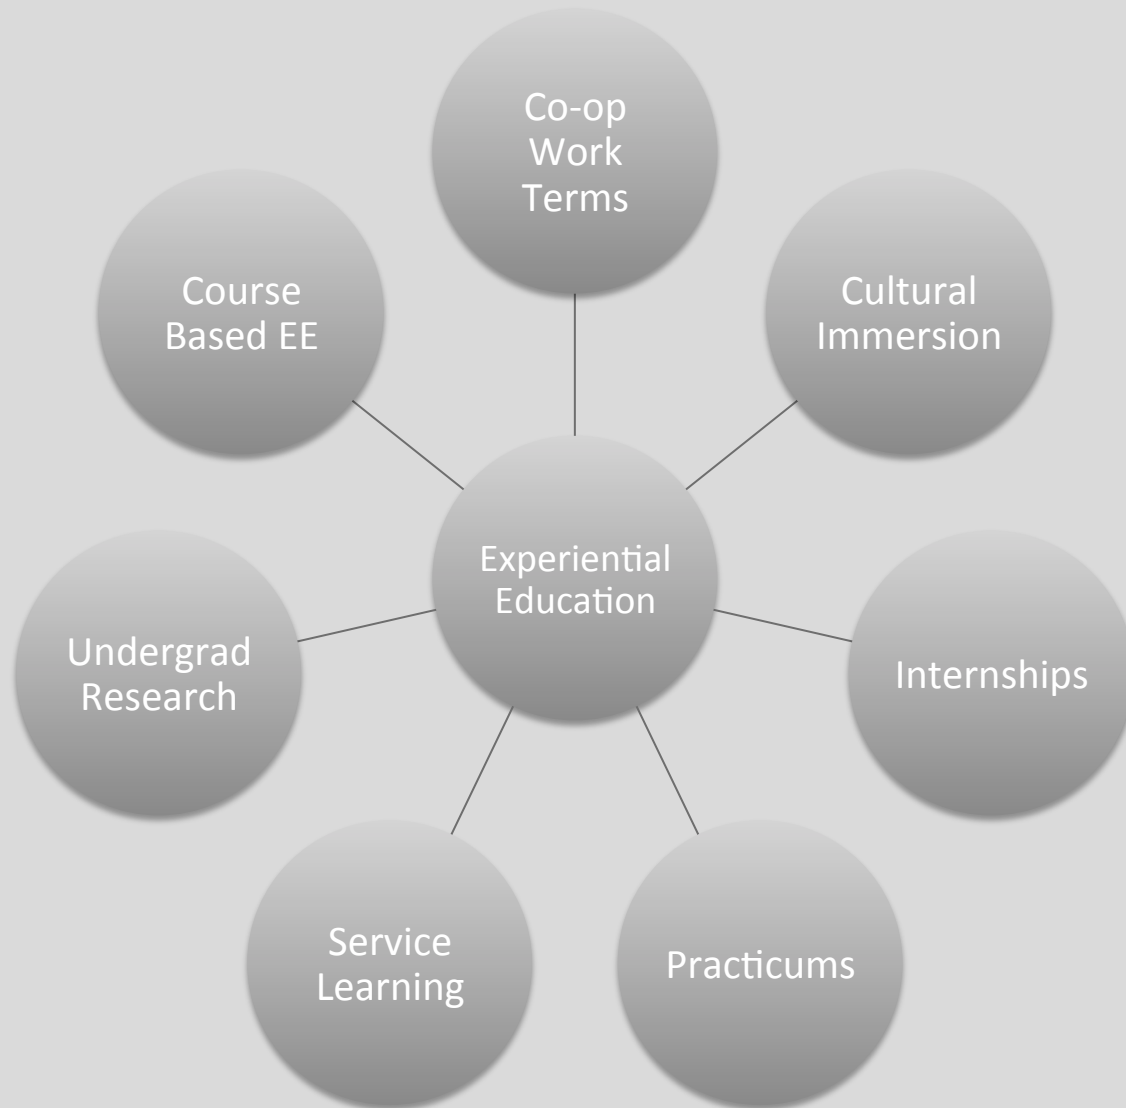 Co-op
Work
Terms
Course
Based EE
Cultural
Immersion
Experiential
Education
Undergrad
Research
Internships
Service
Learning
Practicums